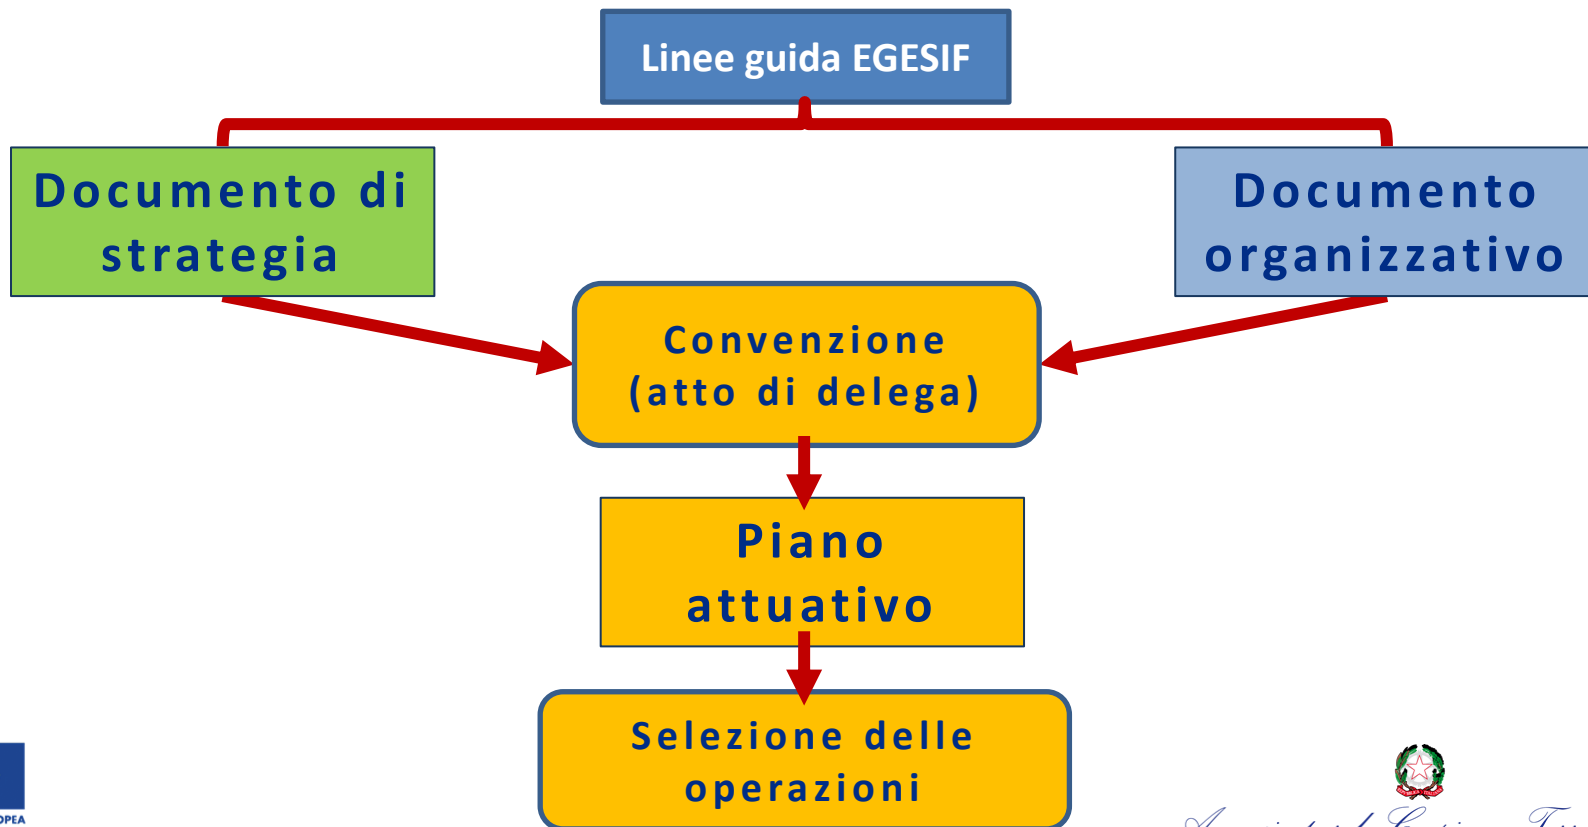 Linee guida EGESIF
Documento di
strategia
Documento
organizzativo
Convenzione
(atto di delega)
Piano
attuativo
Selezione delle
operazioni